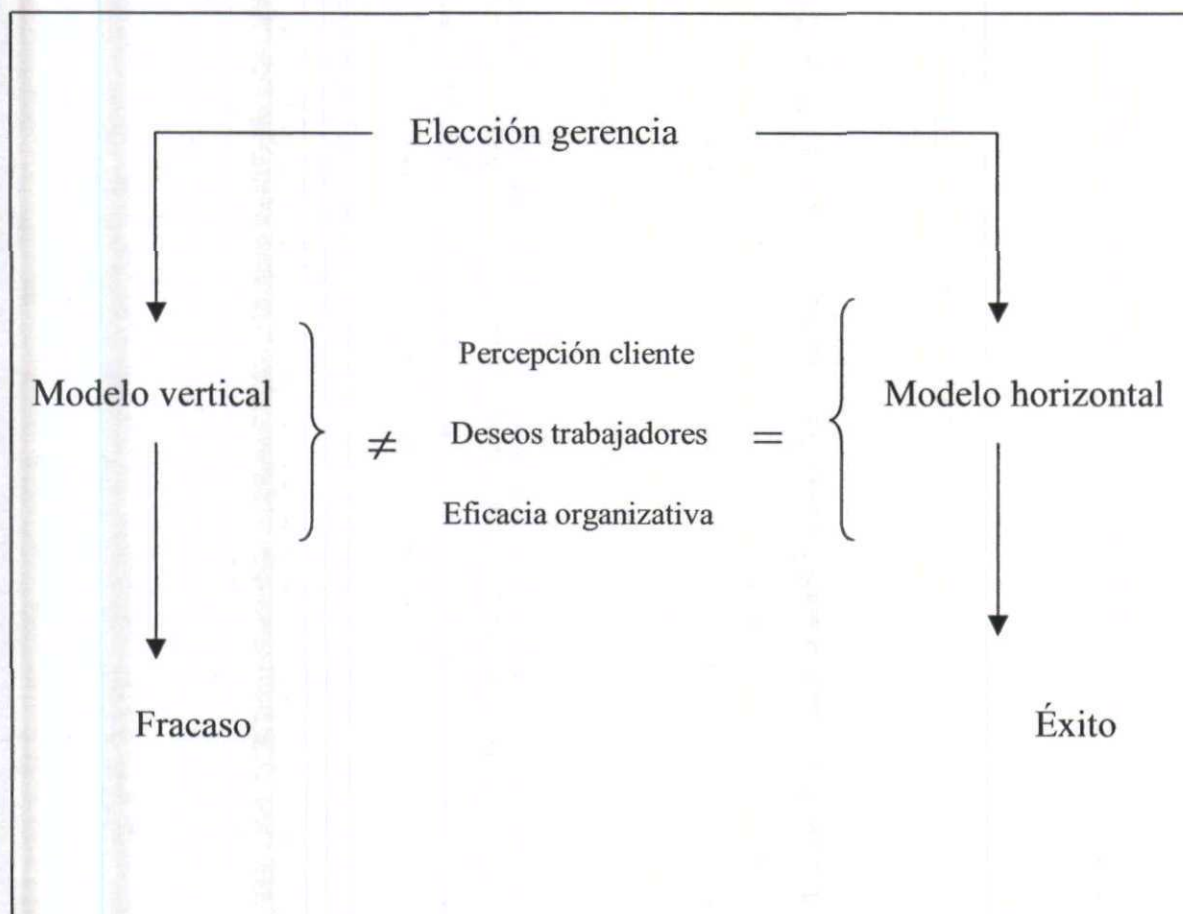 Elección gerencia
Percepción cliente
Modelo vertical
Modelo horizontal
≠
Deseos trabajadores
=
Eficacia organizativa
Fracaso
Éxito